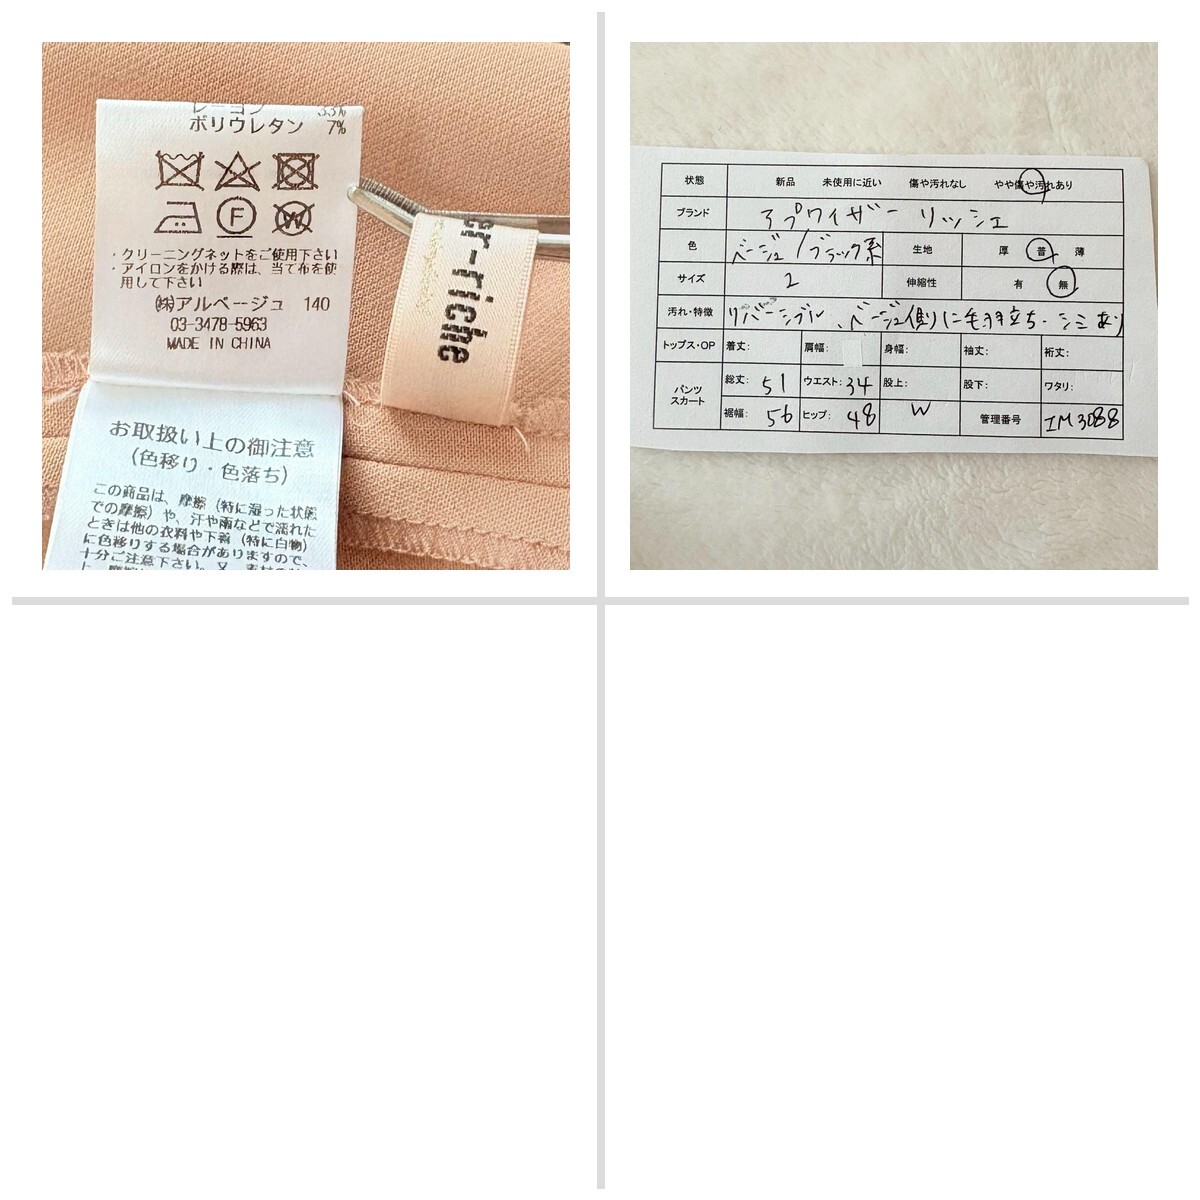 レーヨン 33%
ポリウレタン 7%
F
W
・クリーニングネットをご使用下さい
・アイロンをかける際は、当て布を使
用して下さい
㈱アルページュ 140
03-3478-5963
MADE IN CHINA
er-riche
お取扱い上の御注意
(色移り・色落ち)
この商品は、摩擦(特に湿った状態
での摩擦)や、汗や雨などで濡れた
ときは他の衣料や下着(特に白物)
に色移りする場合がありますので、
十分ご注意下さい。又、
状態 新品 未使用に近い 傷や汚れなし やや傷や汚れあり
ブランド アプワイザーリッシェ
色 ベージュ/ブラック系 生地 厚 普 薄
サイズ 2 伸縮性 有 無
汚れ・特徴 リバーシブル、ベージュ側に毛羽立ち・シミあり
トップス・OP 着丈: 肩幅: 身幅: 袖丈: 裄丈:
パンツ スカート 総丈: 51 ウエスト: 34 股上: 股下: ワタリ:
裾幅: 56 ヒップ: 48 W 管理番号 IM3088